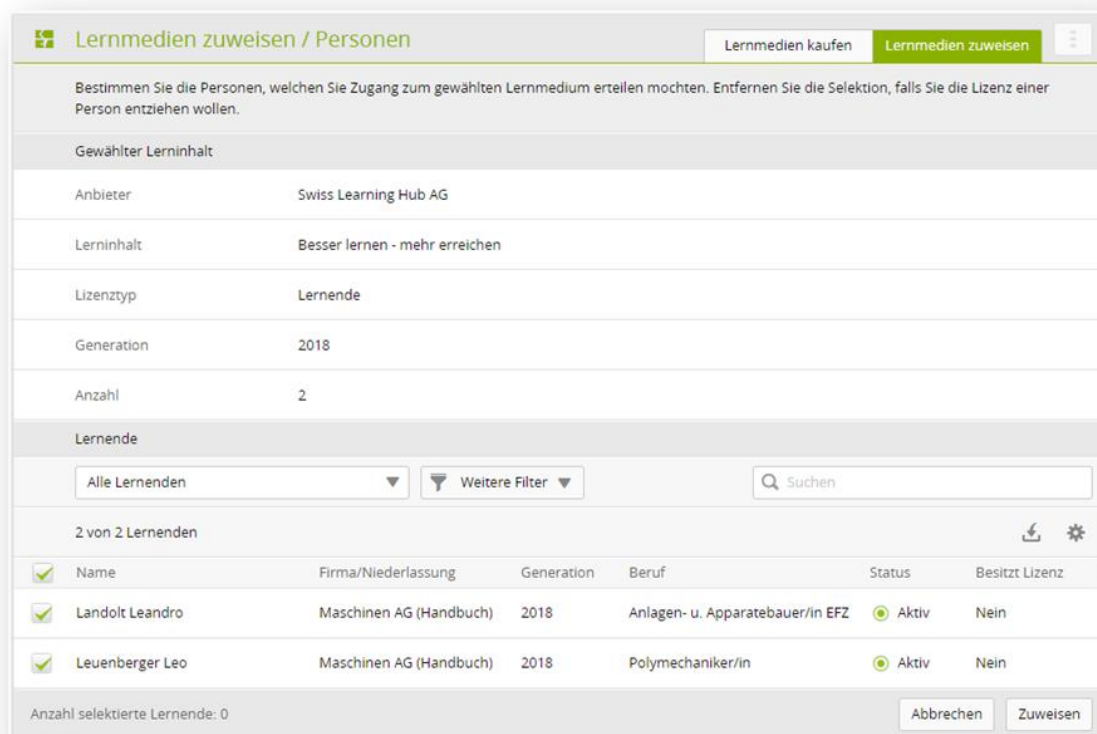 Lernmedien zuweisen / Personen
Lernmedien kaufen
Lernmedien zuweisen
Bestimmen Sie die Personen, welchen Sie Zugang zum gewählten Lernmedium erteilen mochten. Entfernen Sie die Selektion, falls Sie die Lizenz einer
Person entziehen wollen.
Gewählter Lerninhalt
Anbieter Swiss Learning Hub AG
Lerninhalt Besser lernen - mehr erreichen
Lizenztyp Lernende
Generation 2018
Anzahl 2
Lernende
Alle Lernenden Weitere Filter Suchen
2 von 2 Lernenden
Name Firma/Niederlassung Generation Beruf Status Besitzt Lizenz
Landolt Leandro Maschinen AG (Handbuch) 2018 Anlagen- u. Apparatebauer/in EFZ Aktiv Nein
Leuenberger Leo Maschinen AG (Handbuch) 2018 Polymechaniker/in Aktiv Nein
Anzahl selektierte Lernende: 0 Abbrechen Zuweisen